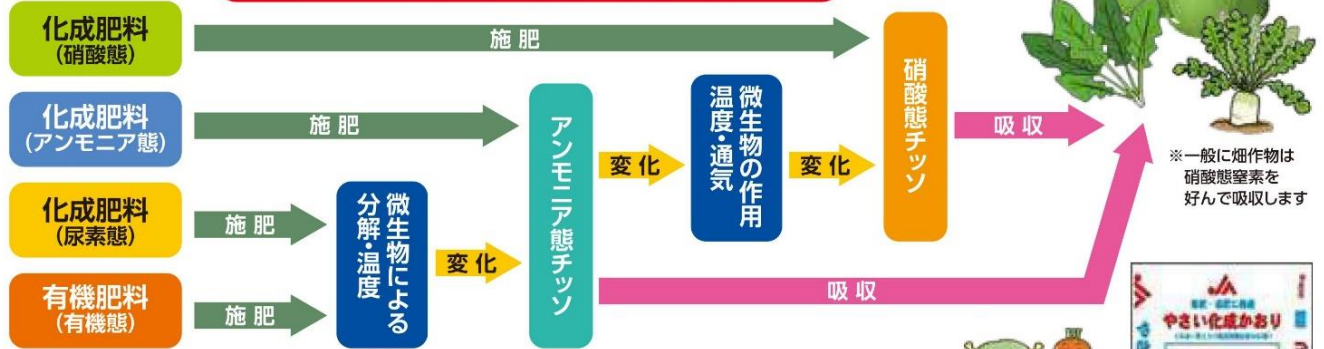 化成肥料
(硝酸態)
施肥
化成肥料
(アンモニア態)
施肥
化成肥料
(尿素態)
施肥
有機肥料
(有機態)
施肥
微生物による
分解・温度
変化
アンモニア態チッソ
変化
微生物の作用
温度・通気
変化
硝酸態チッソ
吸収
吸収
※一般に畑作物は
硝酸態窒素を
好んで吸収します
JA
やさい化成かおり